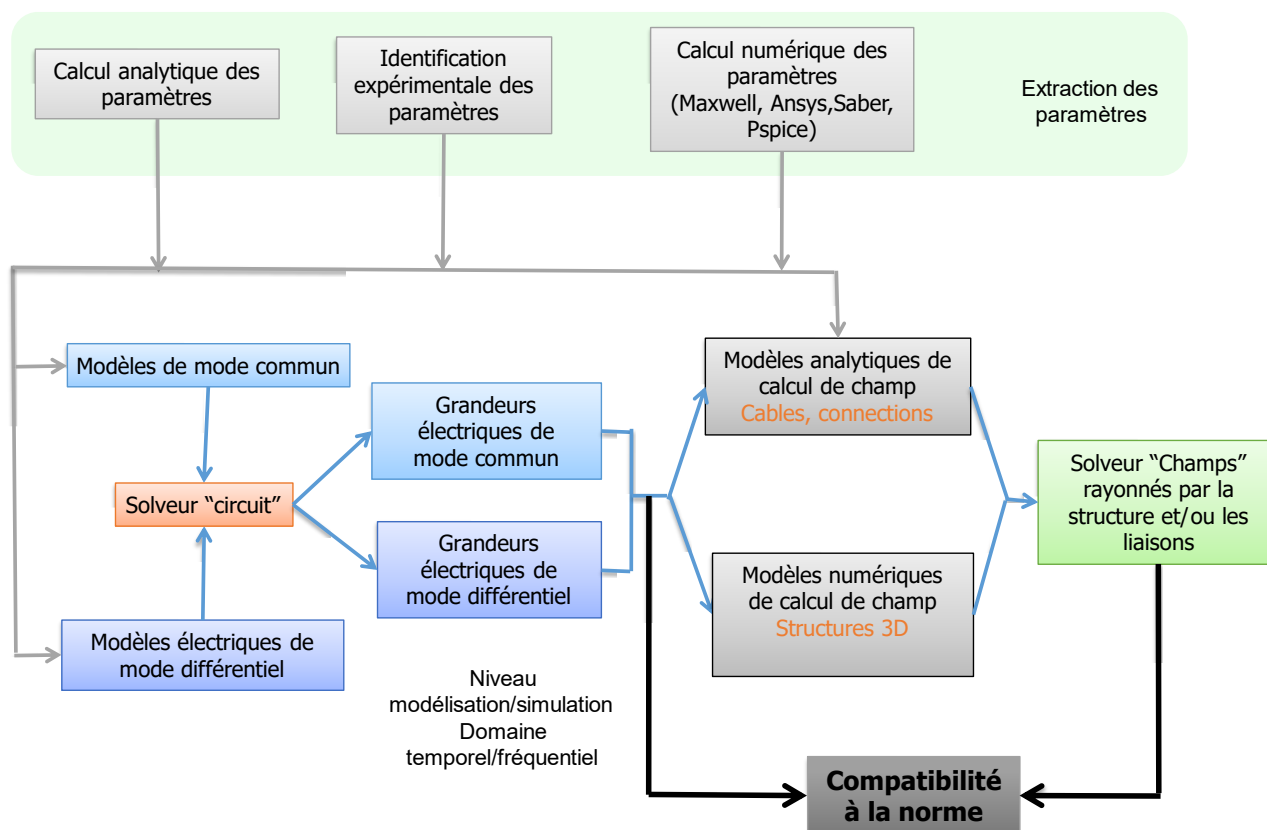 Calcul analytique des
paramètres
Identification
expérimentale des
paramètres
Calcul numérique des
paramètres
(Maxwell, Ansys,Saber,
Pspice)
Extraction des
paramètres
Modèles de mode commun
Solveur “circuit”
Modèles électriques de
mode différentiel
Grandeurs
électriques de
mode commun
Grandeurs
électriques de
mode différentiel
Niveau
modélisation/simulation
Domaine
temporel/fréquentiel
Modèles analytiques de
calcul de champ
Cables, connections
Modèles numériques
de calcul de champ
Structures 3D
Solveur “Champs”
rayonnés par la
structure et/ou les
liaisons
Compatibilité
à la norme